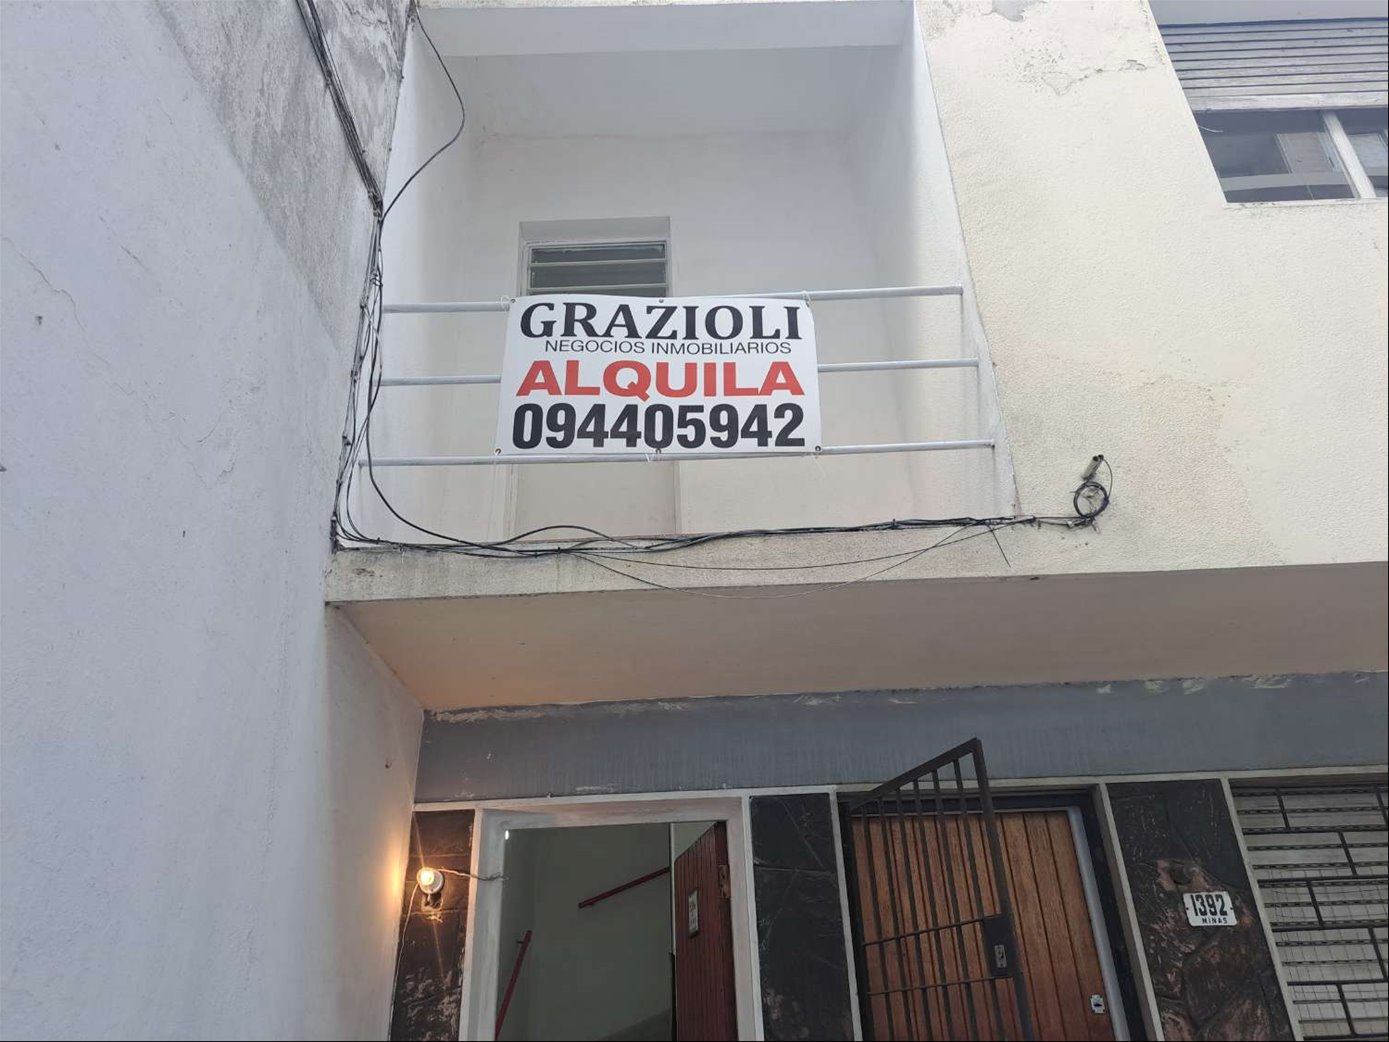 GRAZIOLI
NEGOCIOS INMOBILIARIOS
ALQUILA
094405942
1392
MINAS